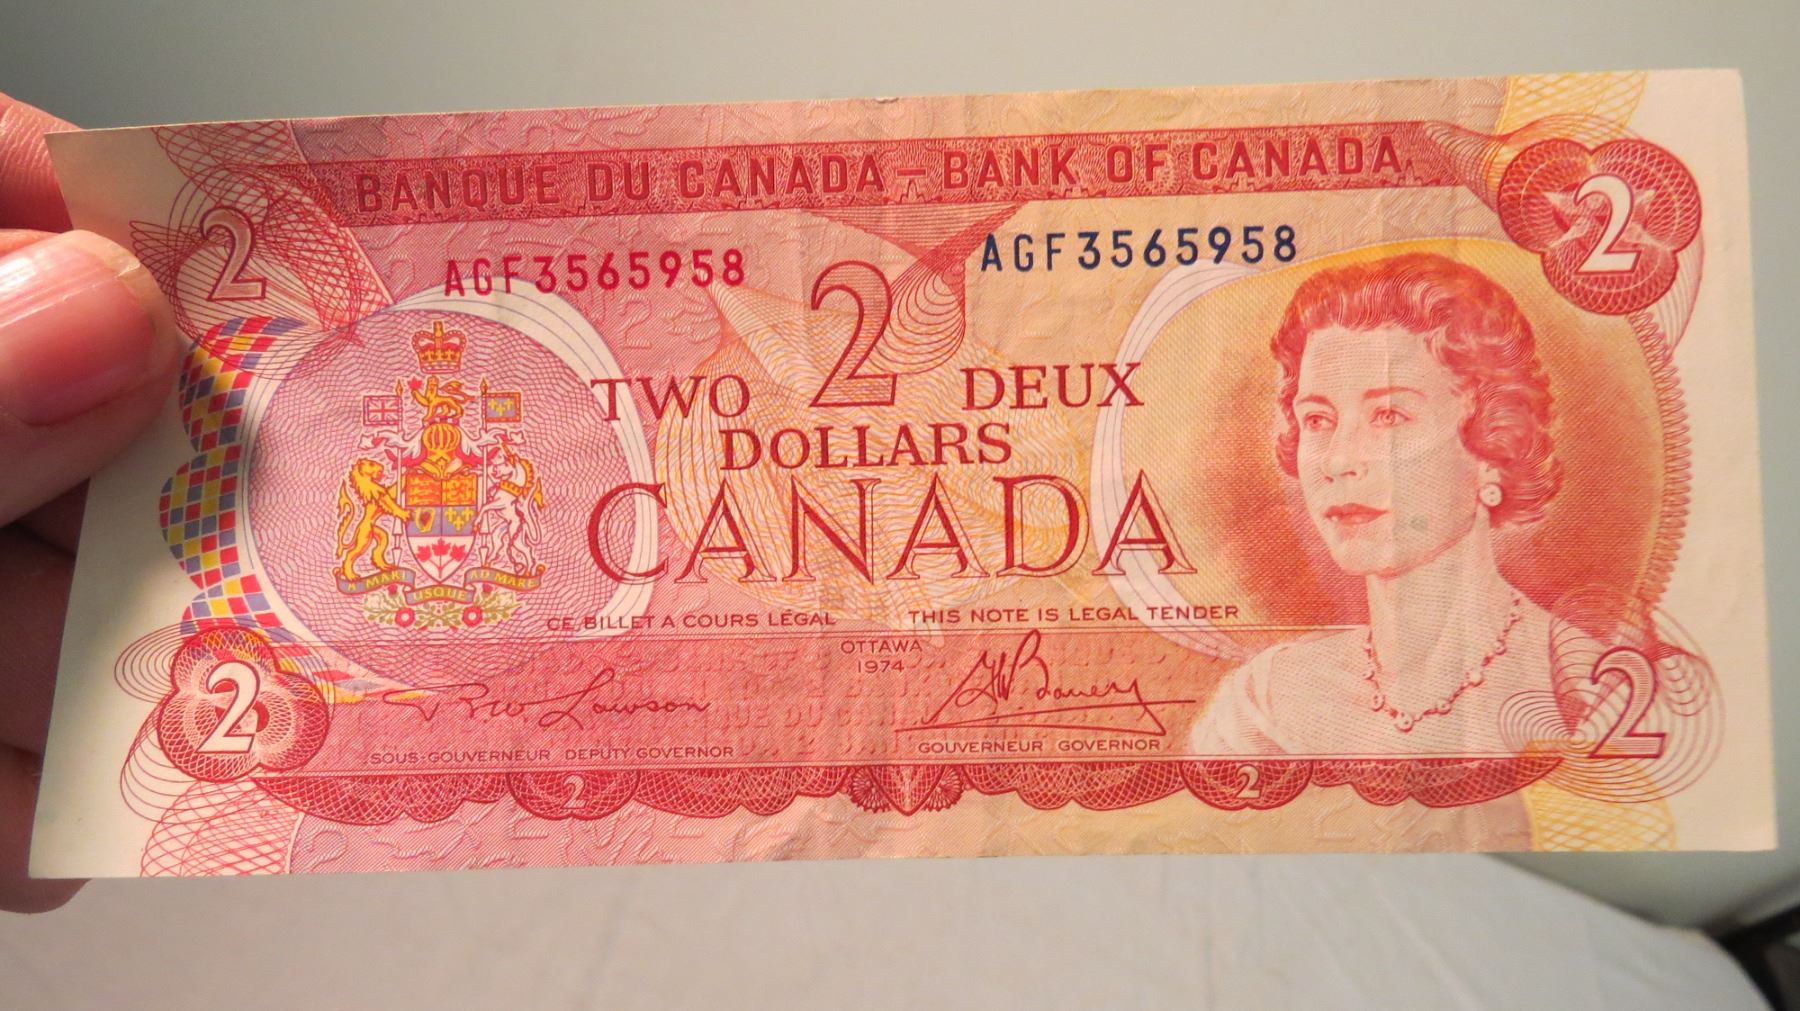 BANQUE DU CANADA – BANK OF CANADA
2 2
AGF3565958 AGF3565958
2
TWO DEUX
DOLLARS
CANADA
A MARI USQUE AD MARE
CE BILLET A COURS LÉGAL THIS NOTE IS LEGAL TENDER
OTTAWA
1974
R W Lawson G K Bouey
SOUS-GOUVERNEUR DEPUTY GOVERNOR GOUVERNEUR GOVERNOR
2 2
2 2